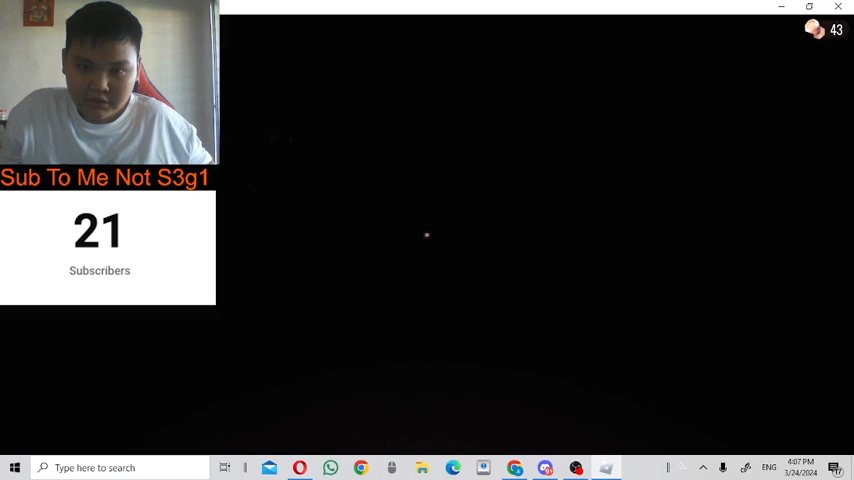 43
Sub To Me Not S3g1
21
Subscribers
Type here to search
ENG
4:07 PM
3/24/2024